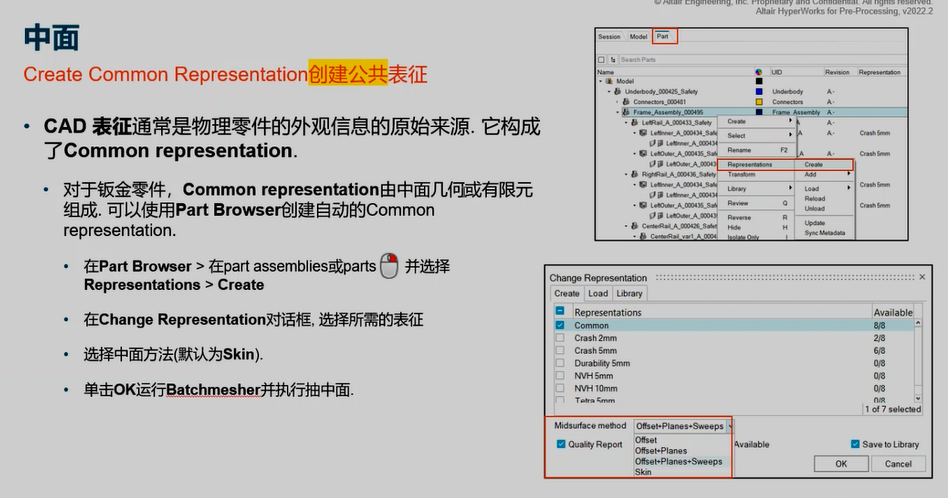 © Altair Engineering, Inc. Proprietary and Confidential. All rights reserved.
Altair HyperWorks for Pre-Processing, v2022.2
中面
Create Common Representation创建公共表征
• CAD 表征通常是物理零件的外观信息的原始来源. 它构成
了Common representation.
• 对于钣金零件，Common representation由中面几何或有限元
组成. 可以使用Part Browser创建自动的Common
representation.
• 在Part Browser > 在part assemblies或parts 并选择
Representations > Create
• 在Change Representation对话框, 选择所需的表征
• 选择中面方法(默认为Skin).
• 单击OK运行Batchmesher并执行抽中面.
Session Model Part
Search Parts
Name UID Revision Representation
Model
Underbody_000425_Safety Underbody A.-
Connectors_000401 Connectors A.-
Frame_Assembly_000495 Frame_Assembly A.-
LeftRail_A_000433_Safety Create A.-
LeftInner_A_000434_Safe Select A.- Crash 5mm
LeftInner_A_000434
LeftOuter_A_000435_Safe Rename F2 A.- Crash 5mm
LeftOuter_A_00043 Representations Create
RightRail_A_000436_Safety Transform Add
LeftInner_A_000434_Safe Library Load Crash 5mm
LeftInner_A_000434 Reload
LeftOuter_A_000435_Safe Review Q Unload Crash 5mm
LeftOuter_A_00043 Reverse R
CenterRail_A_000426_Safety Hide H Update
CenterRail_var1_A_0004 Isolate Only I Sync Metadata
Change Representation
Create Load Library
Representations Available
Common 8/8
Crash 2mm 2/8
Crash 5mm 6/8
Durability 5mm 0/8
NVH 5mm 0/8
NVH 10mm 0/8
Tetra 5mm 0/8
1 of 7 selected
Midsurface method Offset+Planes+Sweeps
Quality Report Offset Available Save to Library
Offset+Planes
Offset+Planes+Sweeps
Skin
OK Cancel